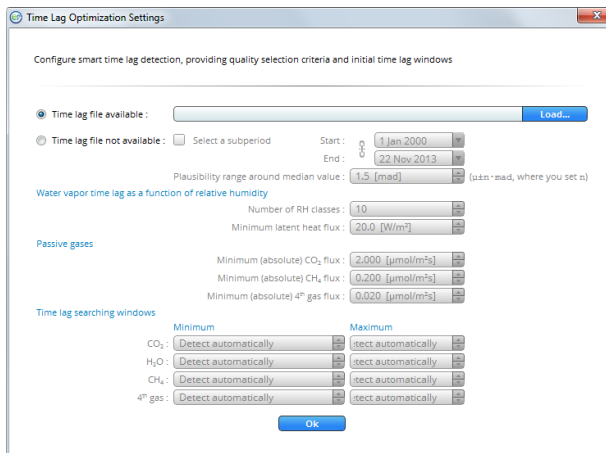 Time Lag Optimization Settings
Configure smart time lag detection, providing quality selection criteria and initial time lag windows
Time lag file available : Load...
Time lag file not available : Select a subperiod Start : 1 Jan 2000
End : 22 Nov 2013
Plausibility range around median value : 1.5 [mad] (μ±n·mad, where you set n)
Water vapor time lag as a function of relative humidity
Number of RH classes : 10
Minimum latent heat flux : 20.0 [W/m²]
Passive gases
Minimum (absolute) CO₂ flux : 2.000 [μmol/m²s]
Minimum (absolute) CH₄ flux : 0.200 [μmol/m²s]
Minimum (absolute) 4ᵗʰ gas flux : 0.020 [μmol/m²s]
Time lag searching windows
Minimum Maximum
CO₂ : Detect automatically :tect automatically
H₂O : Detect automatically :tect automatically
CH₄ : Detect automatically :tect automatically
4ᵗʰ gas : Detect automatically :tect automatically
Ok